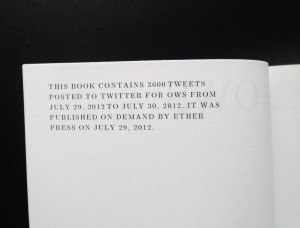 THIS BOOK CONTAINS 3600 TWEETS
POSTED TO TWITTER FOR OWS FROM
JULY 29, 2012 TO JULY 30, 2012. IT WAS
PUBLISHED ON DEMAND BY ETHER
PRESS ON JULY 29, 2012.